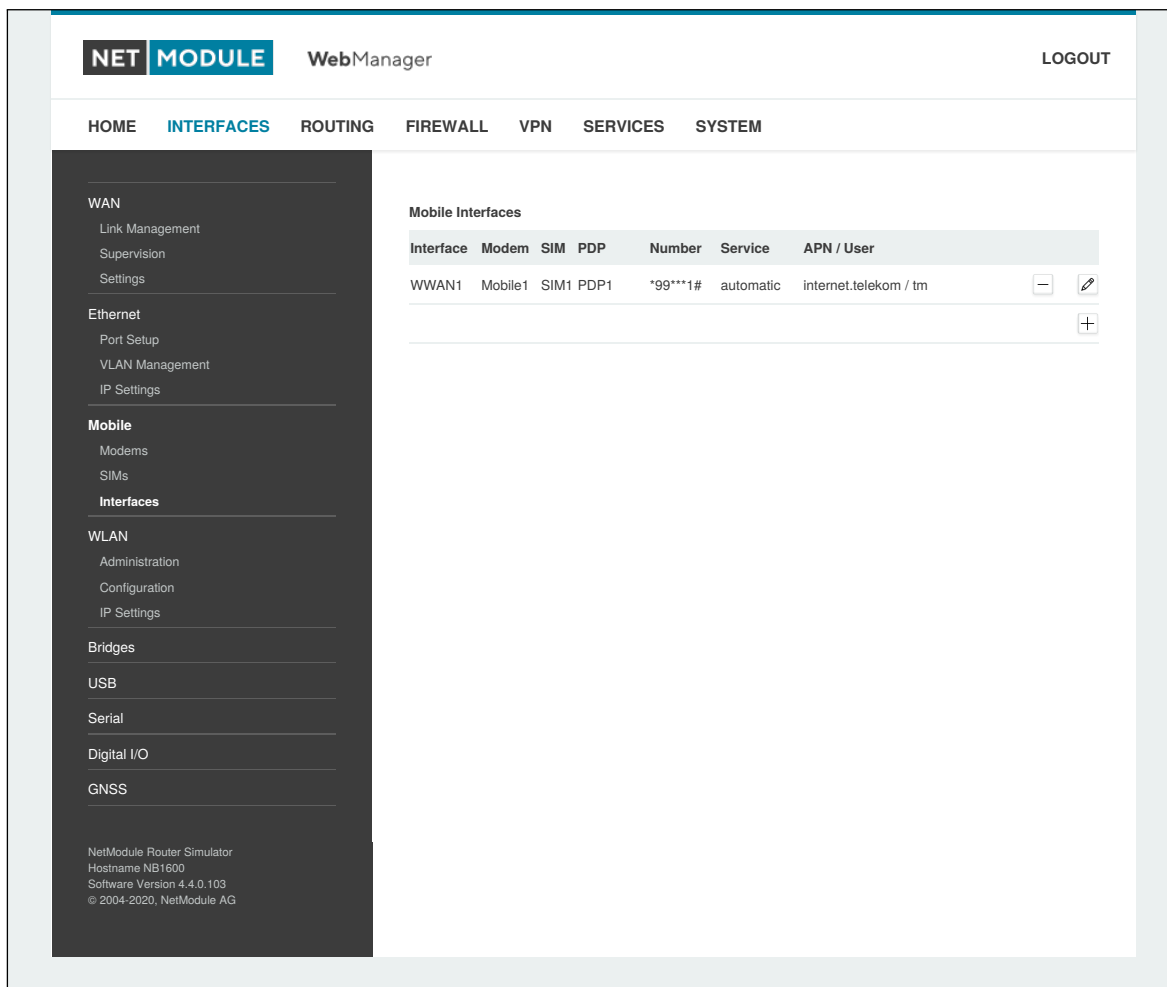 NET MODULE WebManager LOGOUT
HOME INTERFACES ROUTING FIREWALL VPN SERVICES SYSTEM
WAN
Link Management
Supervision
Settings
Ethernet
Port Setup
VLAN Management
IP Settings
Mobile
Modems
SIMs
Interfaces
WLAN
Administration
Configuration
IP Settings
Bridges
USB
Serial
Digital I/O
GNSS
NetModule Router Simulator
Hostname NB1600
Software Version 4.4.0.103
© 2004-2020, NetModule AG
Mobile Interfaces
Interface Modem SIM PDP Number Service APN / User
WWAN1 Mobile1 SIM1 PDP1 *99***1# automatic internet.telekom / tm